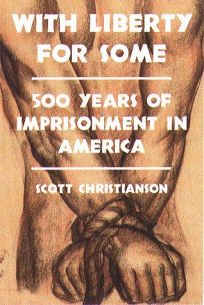 WITH LIBERTY
FOR SOME
500 YEARS OF
IMPRISONMENT IN
AMERICA
SCOTT CHRISTIANSON